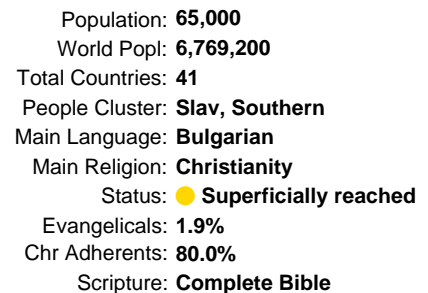 Population: 65,000
World Popl: 6,769,200
Total Countries: 41
People Cluster: Slav, Southern
Main Language: Bulgarian
Main Religion: Christianity
Status: Superficially reached
Evangelicals: 1.9%
Chr Adherents: 80.0%
Scripture: Complete Bible